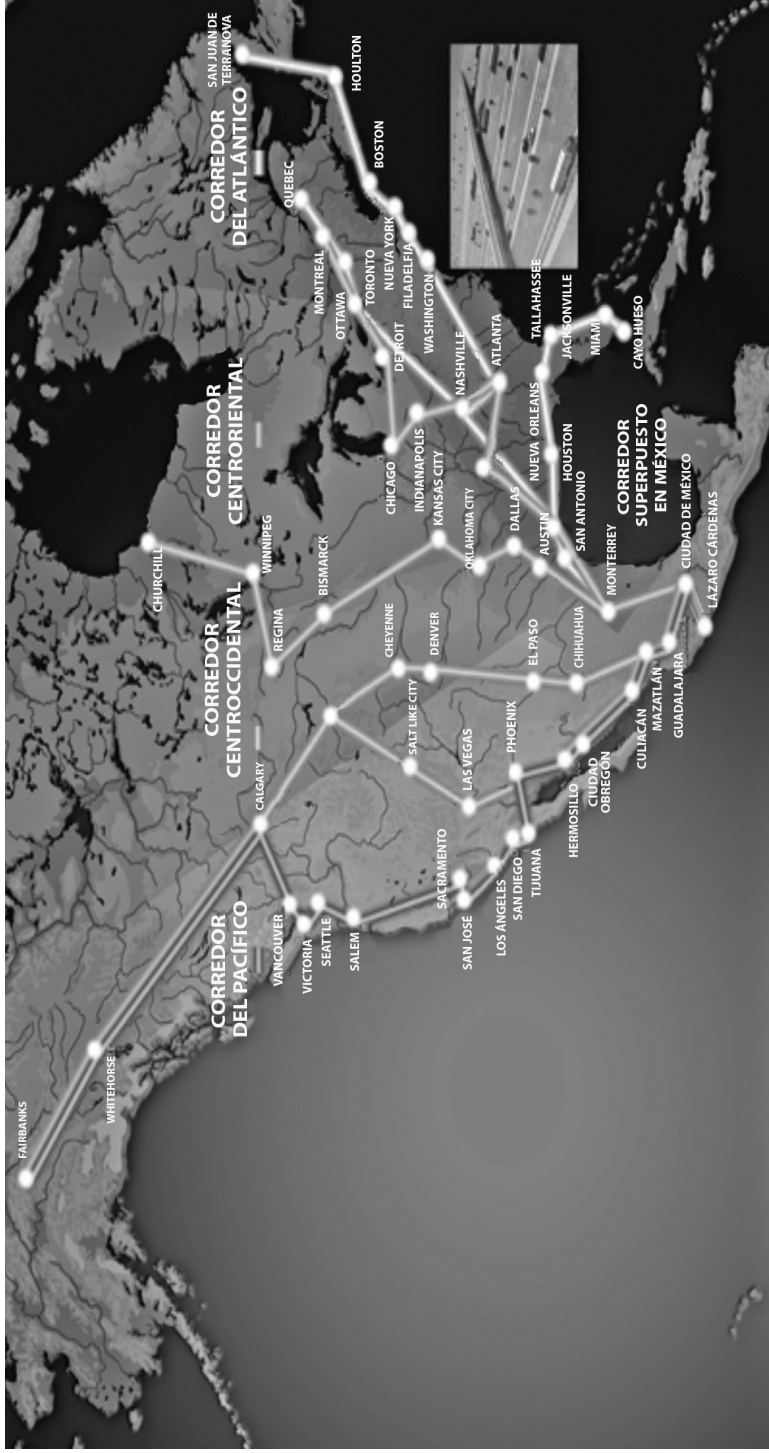 FAIRBANKS
WHITEHORSE
CORREDOR
DEL PACÍFICO
VANCOUVER
VICTORIA
SEATTLE
SALEM
CALGARY
SACRAMENTO
SAN JOSÉ
LOS ÁNGELES
SAN DIEGO
TIJUANA
CORREDOR
CENTROCCIDENTAL
SALT LIKE CITY
LAS VEGAS
PHOENIX
HERMOSILLO
CIUDAD
OBREGÓN
CULIACÁN
MAZATLÁN
GUADALAJARA
CHEYENNE
DENVER
EL PASO
CHIHUAHUA
CHURCHILL
WINNIPEG
REGINA
BISMARCK
CORREDOR
CENTRORIENTAL
KANSAS CITY
OKLAHOMA CITY
DALLAS
AUSTIN
SAN ANTONIO
MONTERREY
CIUDAD DE MÉXICO
LÁZARO CÁRDENAS
CORREDOR
SUPERPUESTO
EN MÉXICO
CHICAGO
INDIANAPOLIS
DETROIT
NASHVILLE
ATLANTA
HOUSTON
NUEVA ORLEANS
TALLAHASSEE
JACKSONVILLE
MIAMI
CAYO HUESO
CORREDOR
DEL ATLÁNTICO
QUEBEC
MONTREAL
OTTAWA
TORONTO
NUEVA YORK
FILADELFIA
WASHINGTON
BOSTON
HOULTON
SAN JUAN DE
TERRANOVA